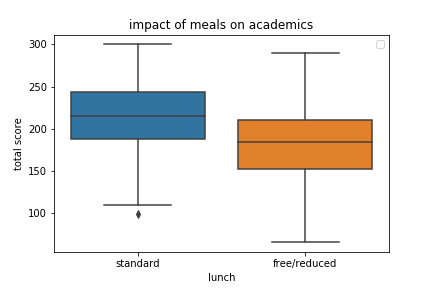 impact of meals on academics
300
250
200
150
100
total score
standard
free/reduced
lunch